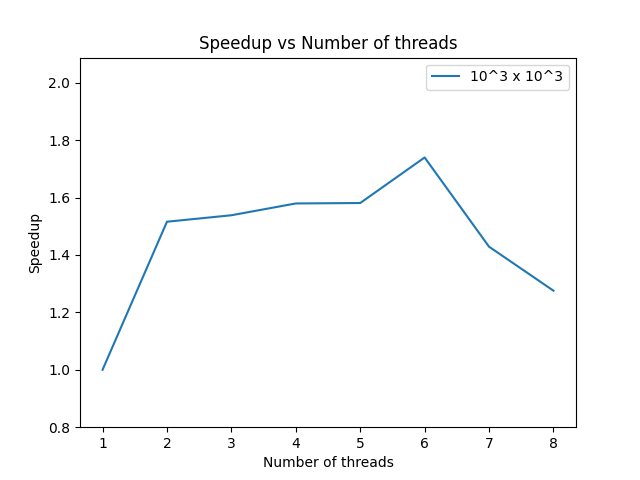 Speedup vs Number of threads
10^3 x 10^3
2.0
1.8
1.6
1.4
1.2
1.0
0.8
Speedup
1 2 3 4 5 6 7 8
Number of threads